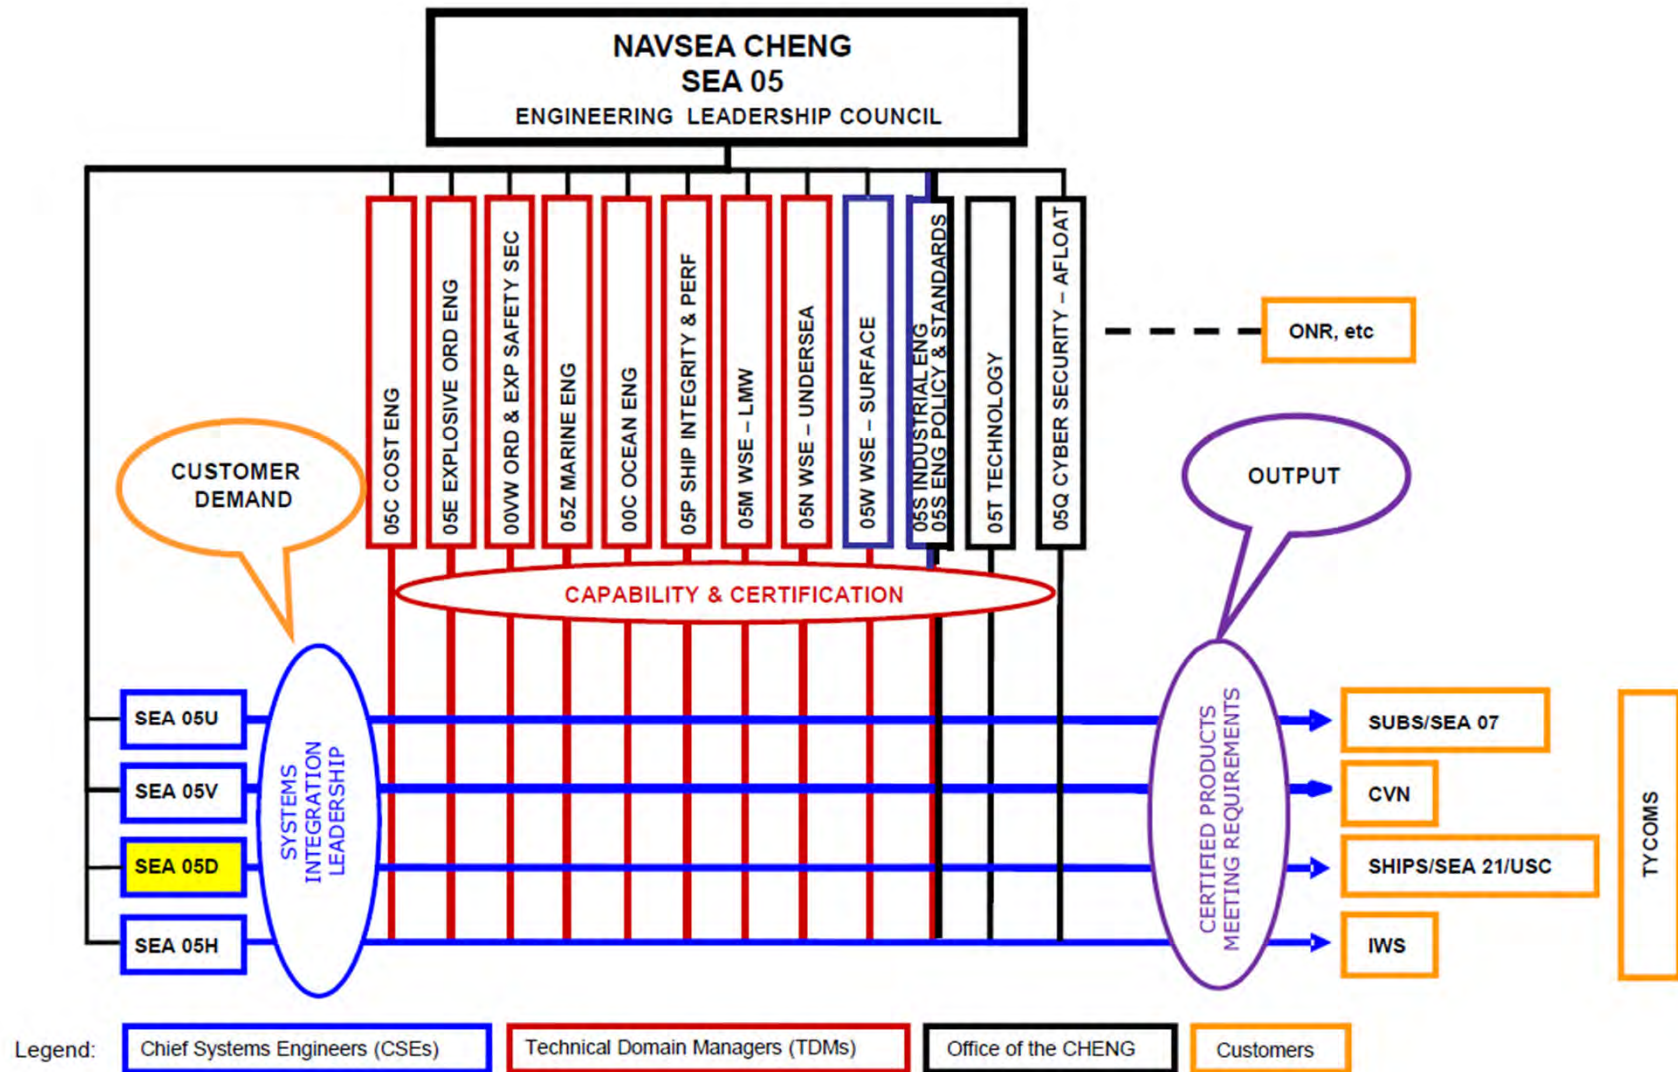 NAVSEA CHENG
SEA 05
ENGINEERING LEADERSHIP COUNCIL
05C COST ENG
05E EXPLOSIVE ORD ENG
00VW ORD & EXP SAFETY SEC
05Z MARINE ENG
00C OCEAN ENG
05P SHIP INTEGRITY & PERF
05M WSE – LMW
05N WSE – UNDERSEA
05W WSE – SURFACE
05S INDUSTRIAL ENG
05S ENG POLICY & STANDARDS
05T TECHNOLOGY
05Q CYBER SECURITY – AFLOAT
ONR, etc
CUSTOMER
DEMAND
OUTPUT
CAPABILITY & CERTIFICATION
SEA 05U
SEA 05V
SEA 05D
SEA 05H
SYSTEMS
INTEGRATION
LEADERSHIP
CERTIFIED PRODUCTS
MEETING REQUIREMENTS
SUBS/SEA 07
CVN
SHIPS/SEA 21/USC
IWS
TYCOMS
Legend:
Chief Systems Engineers (CSEs)
Technical Domain Managers (TDMs)
Office of the CHENG
Customers